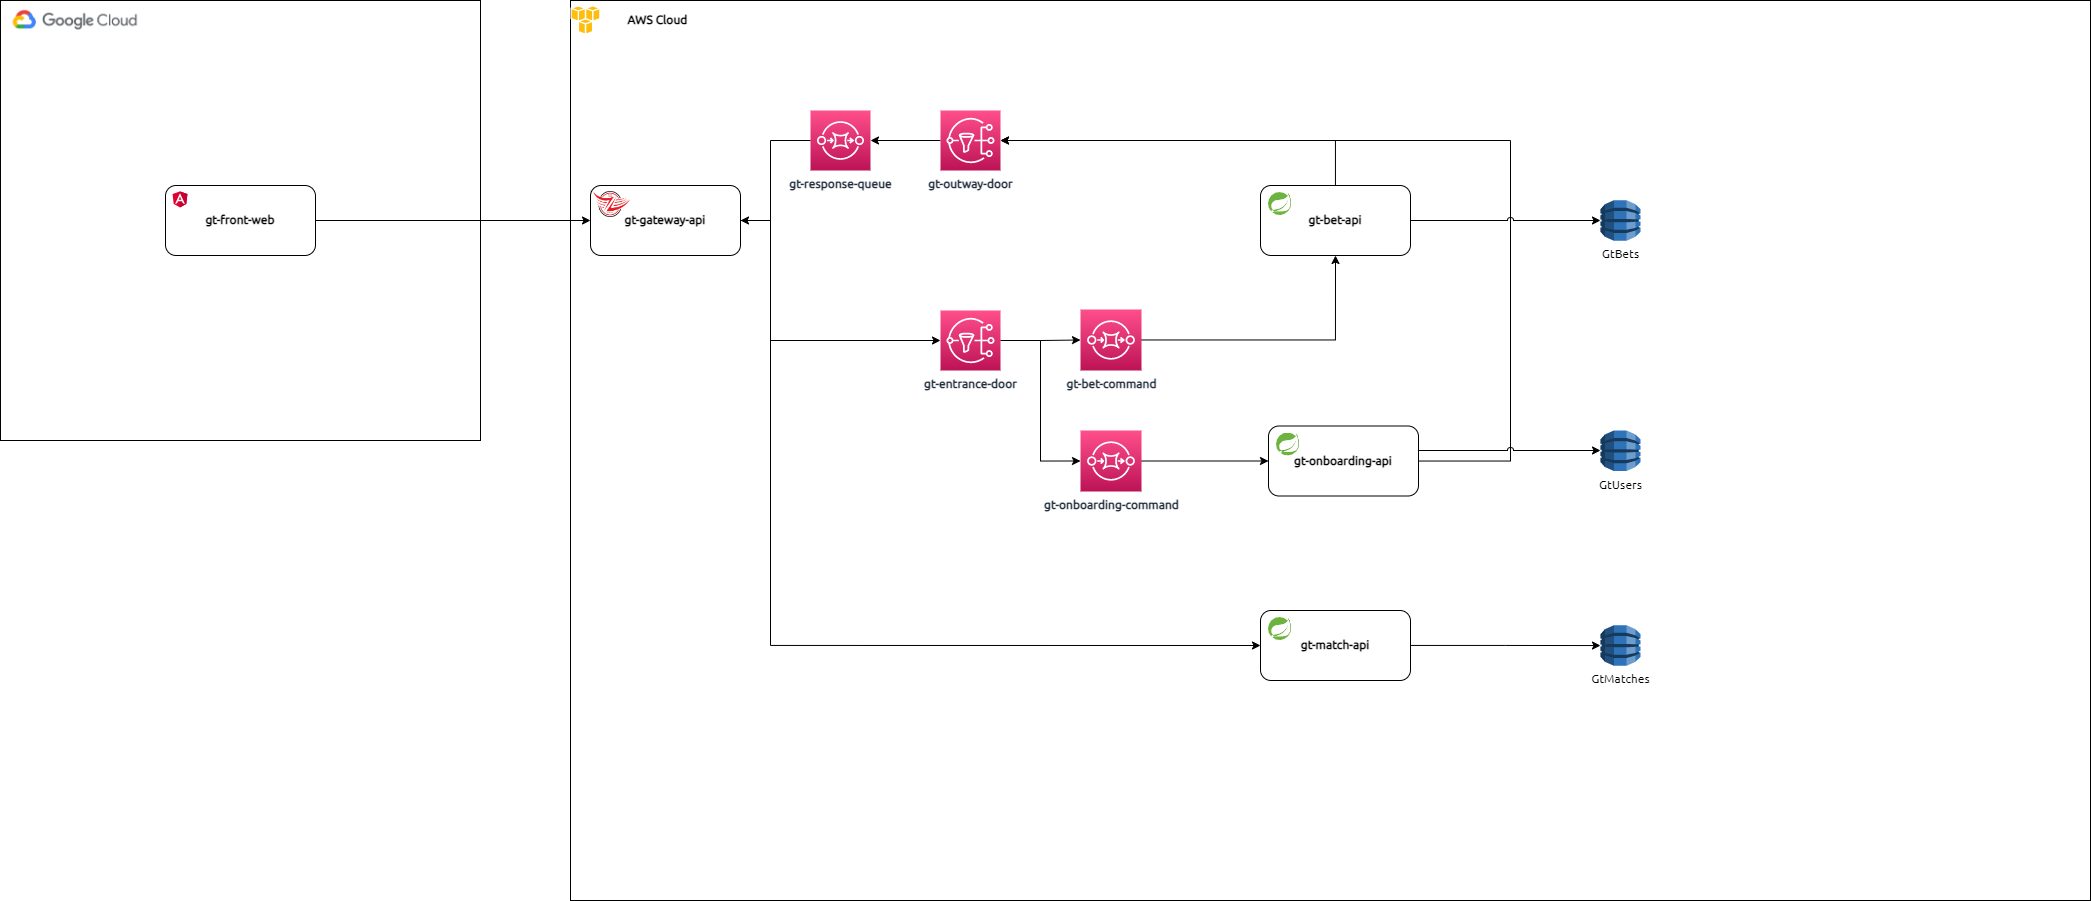 Google Cloud
AWS Cloud
gt-response-queue
gt-outway-door
gt-front-web
gt-gateway-api
gt-bet-api
GtBets
gt-entrance-door
gt-bet-command
gt-onboarding-api
GtUsers
gt-onboarding-command
gt-match-api
GtMatches